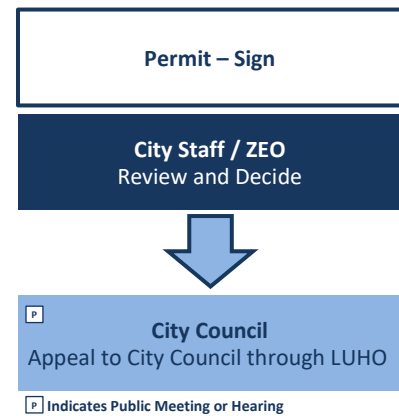 Permit – Sign
City Staff / ZEO
Review and Decide
P
City Council
Appeal to City Council through LUHO
P Indicates Public Meeting or Hearing